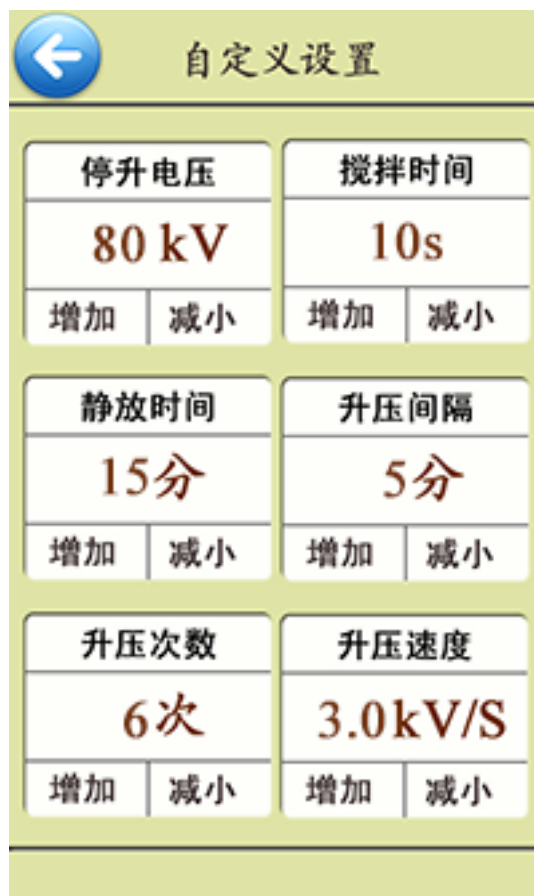 自定义设置
停升电压
搅拌时间
80 kV
10s
增加 减小
增加 减小
静放时间
升压间隔
15分
5分
增加 减小
增加 减小
升压次数
升压速度
6次
3.0kV/S
增加 减小
增加 减小